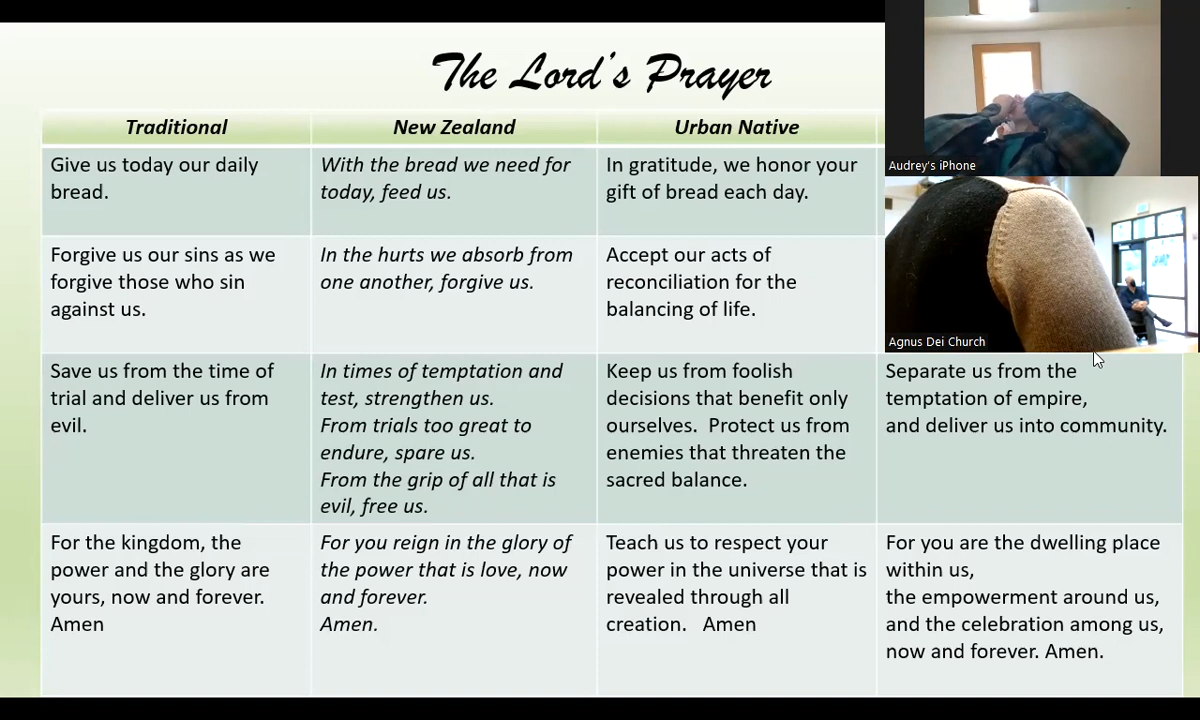 The Lord's Prayer
Traditional
New Zealand
Urban Native
Give us today our daily
bread.
With the bread we need for
today, feed us.
In gratitude, we honor your
gift of bread each day.
Forgive us our sins as we
forgive those who sin
against us.
In the hurts we absorb from
one another, forgive us.
Accept our acts of
reconciliation for the
balancing of life.
Save us from the time of
trial and deliver us from
evil.
In times of temptation and
test, strengthen us.
From trials too great to
endure, spare us.
From the grip of all that is
evil, free us.
Keep us from foolish
decisions that benefit only
ourselves.  Protect us from
enemies that threaten the
sacred balance.
Separate us from the
temptation of empire,
and deliver us into community.
For the kingdom, the
power and the glory are
yours, now and forever.
Amen
For you reign in the glory of
the power that is love, now
and forever.
Amen.
Teach us to respect your
power in the universe that is
revealed through all
creation.   Amen
For you are the dwelling place
within us,
the empowerment around us,
and the celebration among us,
now and forever. Amen.
Audrey's iPhone
Agnus Dei Church